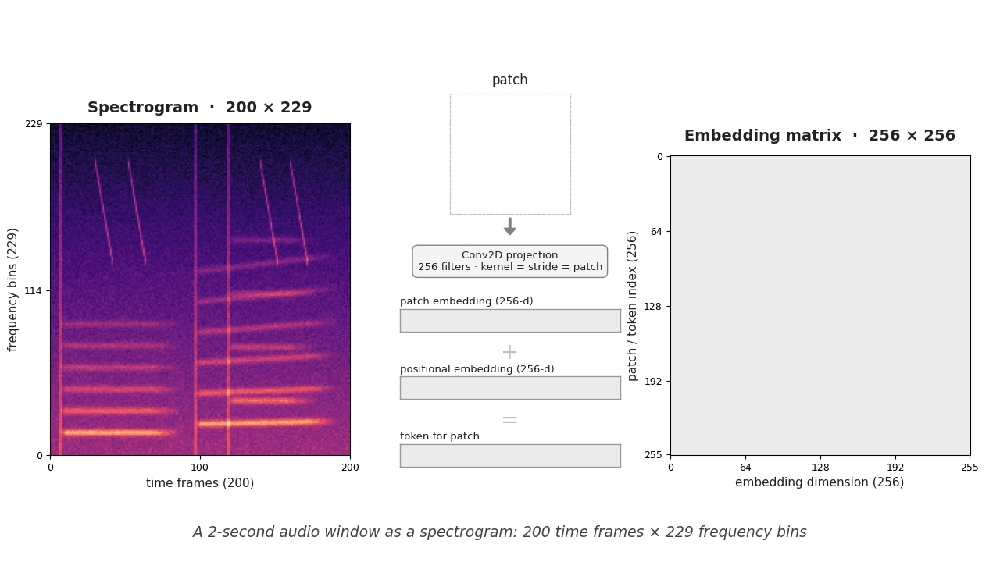 Spectrogram · 200 × 229
229
114
0
frequency bins (229)
0
100
200
time frames (200)
patch
Conv2D projection
256 filters · kernel = stride = patch
patch embedding (256-d)
+
positional embedding (256-d)
=
token for patch
Embedding matrix · 256 × 256
0
64
128
192
255
patch / token index (256)
0
64
128
192
255
embedding dimension (256)
A 2-second audio window as a spectrogram: 200 time frames × 229 frequency bins